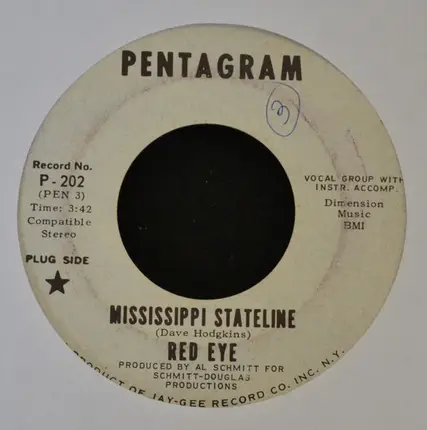 PENTAGRAM
3
Record No.
P-202
(PEN 3)
Time: 3:42
Compatible
Stereo
PLUG SIDE
VOCAL GROUP WITH
INSTR. ACCOMP.
Dimension
Music
BMI
MISSISSIPPI STATELINE
(Dave Hodgkins)
RED EYE
PRODUCED BY AL SCHMITT FOR
SCHMITT-DOUGLAS
PRODUCTIONS
PRODUCT OF JAY-GEE RECORD CO. INC. N.Y.